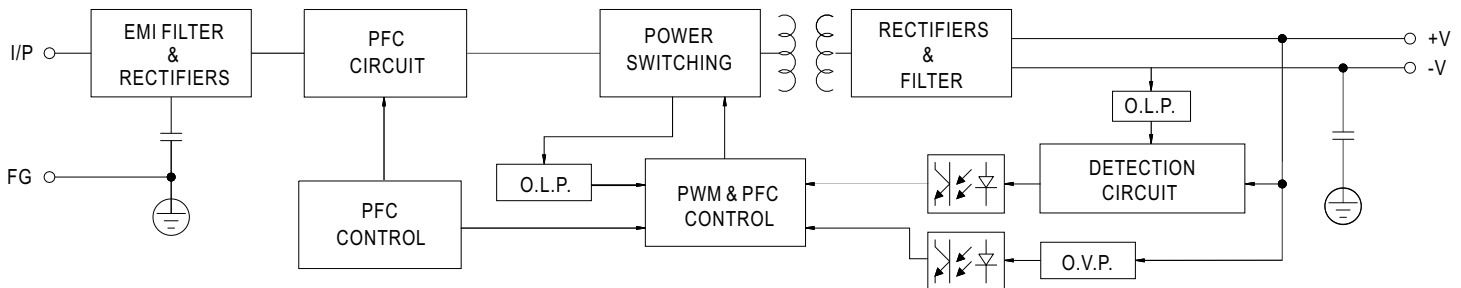 I/P
EMI FILTER
&
RECTIFIERS
PFC
CIRCUIT
POWER
SWITCHING
RECTIFIERS
&
FILTER
+V
-V
O.L.P.
FG
PFC
CONTROL
O.L.P.
PWM & PFC
CONTROL
DETECTION
CIRCUIT
O.V.P.